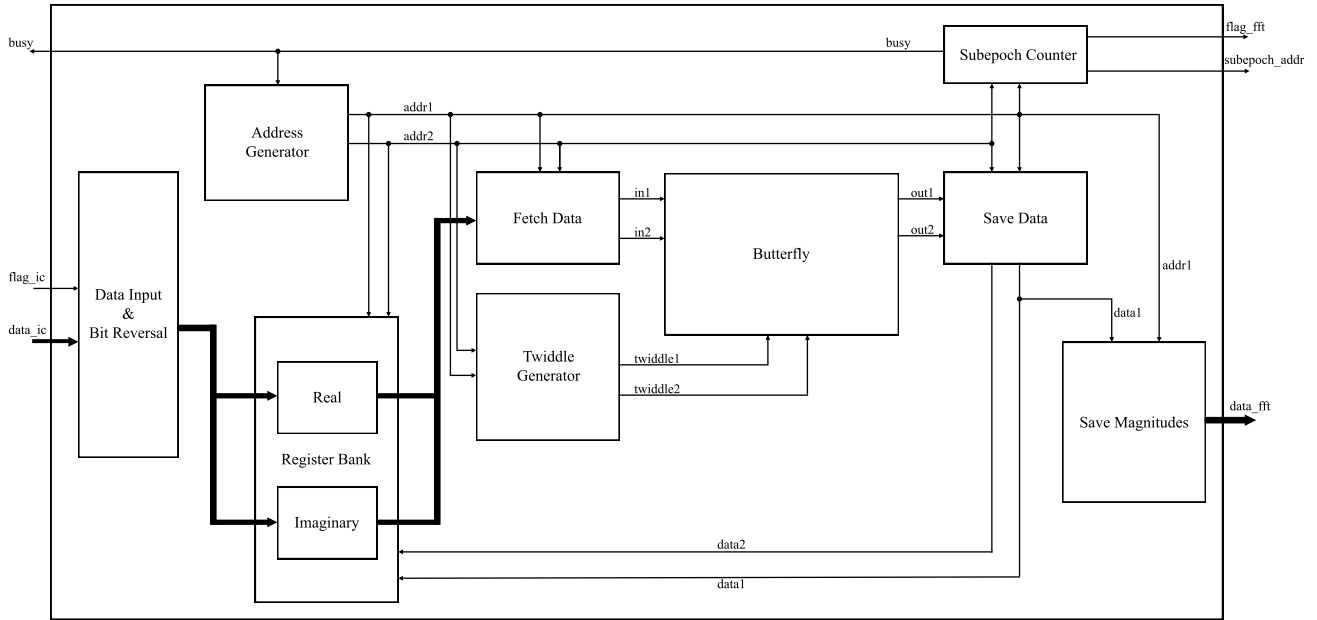 flag_fft
busy
busy
Subepoch Counter
subepoch_addr
addr1
Address
Generator
addr2
in1
out1
Fetch Data
Save Data
in2
out2
Butterfly
addr1
flag_ic
Data Input
&
Bit Reversal
data_ic
data1
Twiddle
Generator
twiddle1
twiddle2
Real
data_fft
Save Magnitudes
Register Bank
Imaginary
data2
data1